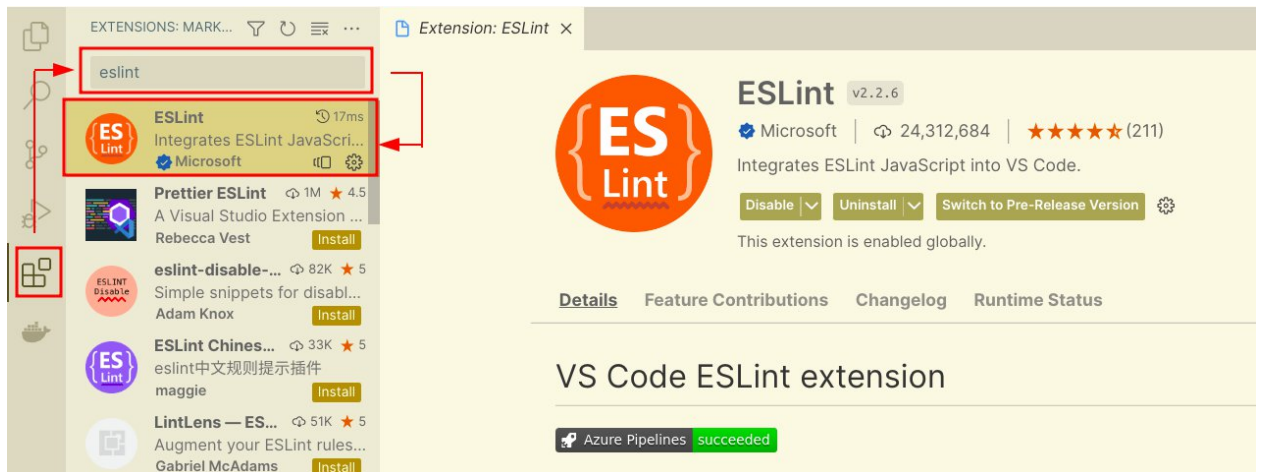 EXTENSIONS: MARK...
eslint
ES
Lint
ESLint 17ms
Integrates ESLint JavaScri...
Microsoft
Prettier ESLint 1M ★ 4.5
A Visual Studio Extension ...
Rebecca Vest Install
ESLINT
Disable
eslint-disable-... 82K ★ 5
Simple snippets for disabl...
Adam Knox Install
ES
Lint
ESLint Chines... 33K ★ 5
eslint中文规则提示插件
maggie Install
LintLens — ES... 51K ★ 5
Augment your ESLint rules...
Gabriel McAdams Install
Extension: ESLint
ES
Lint
ESLint v2.2.6
Microsoft | 24,312,684 | ★★★★★(211)
Integrates ESLint JavaScript into VS Code.
Disable Uninstall Switch to Pre-Release Version
This extension is enabled globally.
Details Feature Contributions Changelog Runtime Status
VS Code ESLint extension
Azure Pipelines succeeded